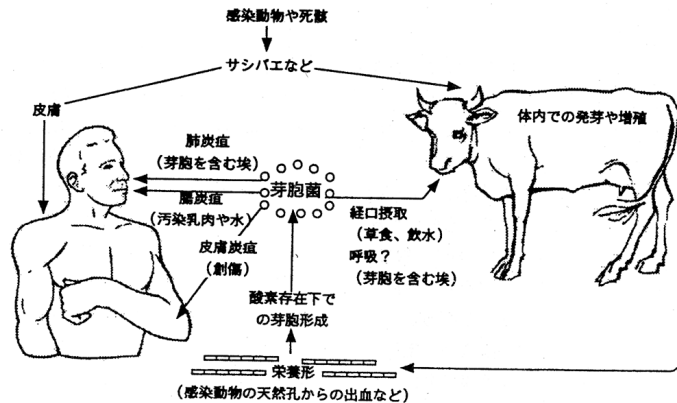 感染動物や死骸
サシバエなど
皮膚
体内での発芽や増殖
肺炭疽
(芽胞を含む埃)
芽胞菌
腸炭疽
(汚染乳肉や水)
皮膚炭疽
(創傷)
経口摂取
(草食、飲水)
呼吸?
(芽胞を含む埃)
酸素存在下で
の芽胞形成
栄養形
(感染動物の天然孔からの出血など)